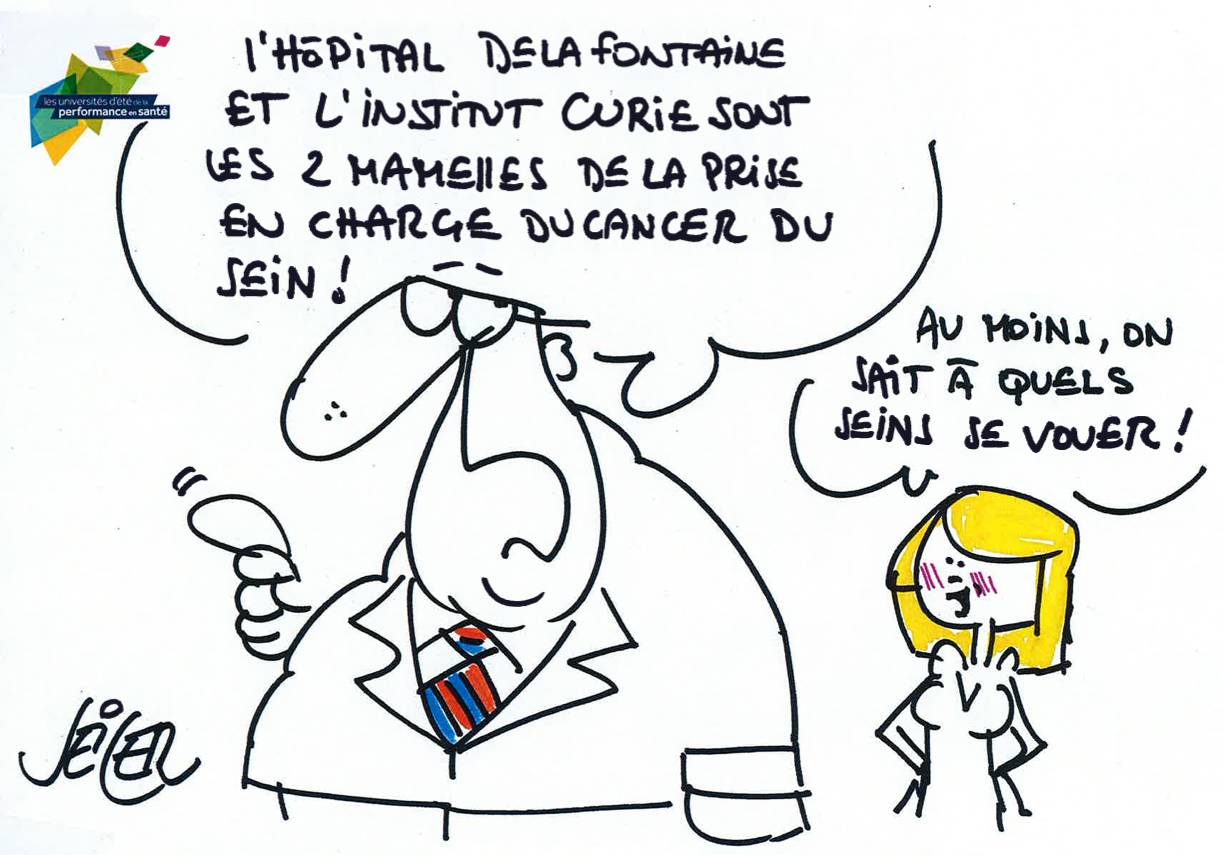 les universités d'été de la
performance en santé
l'HôPiTAL DELAFONTAiNE
ET L'iNSTiTUT CURiE SONT
LES 2 MAMEllES DE LA PRiSE
EN CHARGE DU CANCER DU
SEiN !
AU MOiNS, ON
SAiT À QUELS
SEiNS SE VOUER !